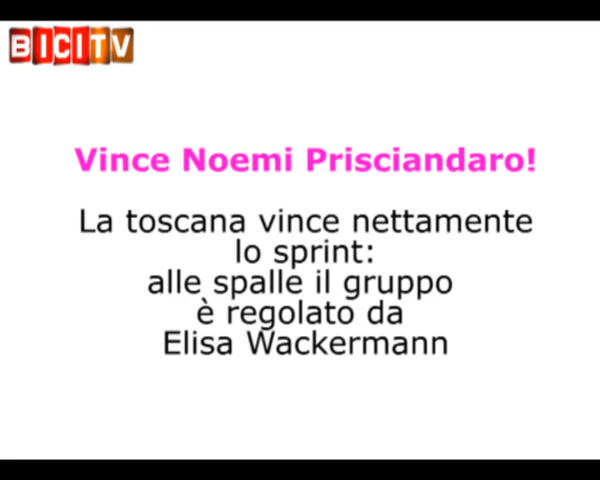 BICITV
Vince Noemi Prisciandaro!
La toscana vince nettamente
lo sprint:
alle spalle il gruppo
è regolato da
Elisa Wackermann